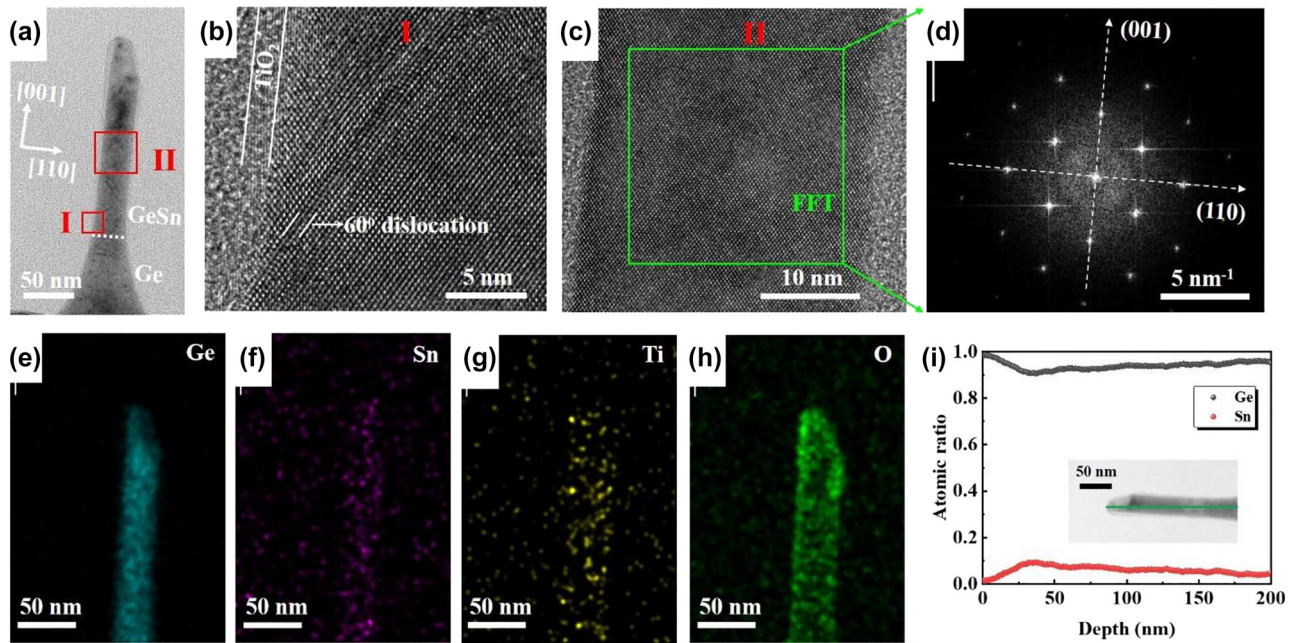 (a)
[001]
[110]
II
I
GeSn
Ge
50 nm
(b)
I
TiO2
60° dislocation
5 nm
(c)
II
FFT
10 nm
(d)
(001)
(110)
5 nm-1
(e)
Ge
50 nm
(f)
Sn
50 nm
(g)
Ti
50 nm
(h)
O
50 nm
(i)
Atomic ratio
1.0
0.8
0.6
0.4
0.2
0.0
Ge
Sn
50 nm
0 50 100 150 200
Depth (nm)